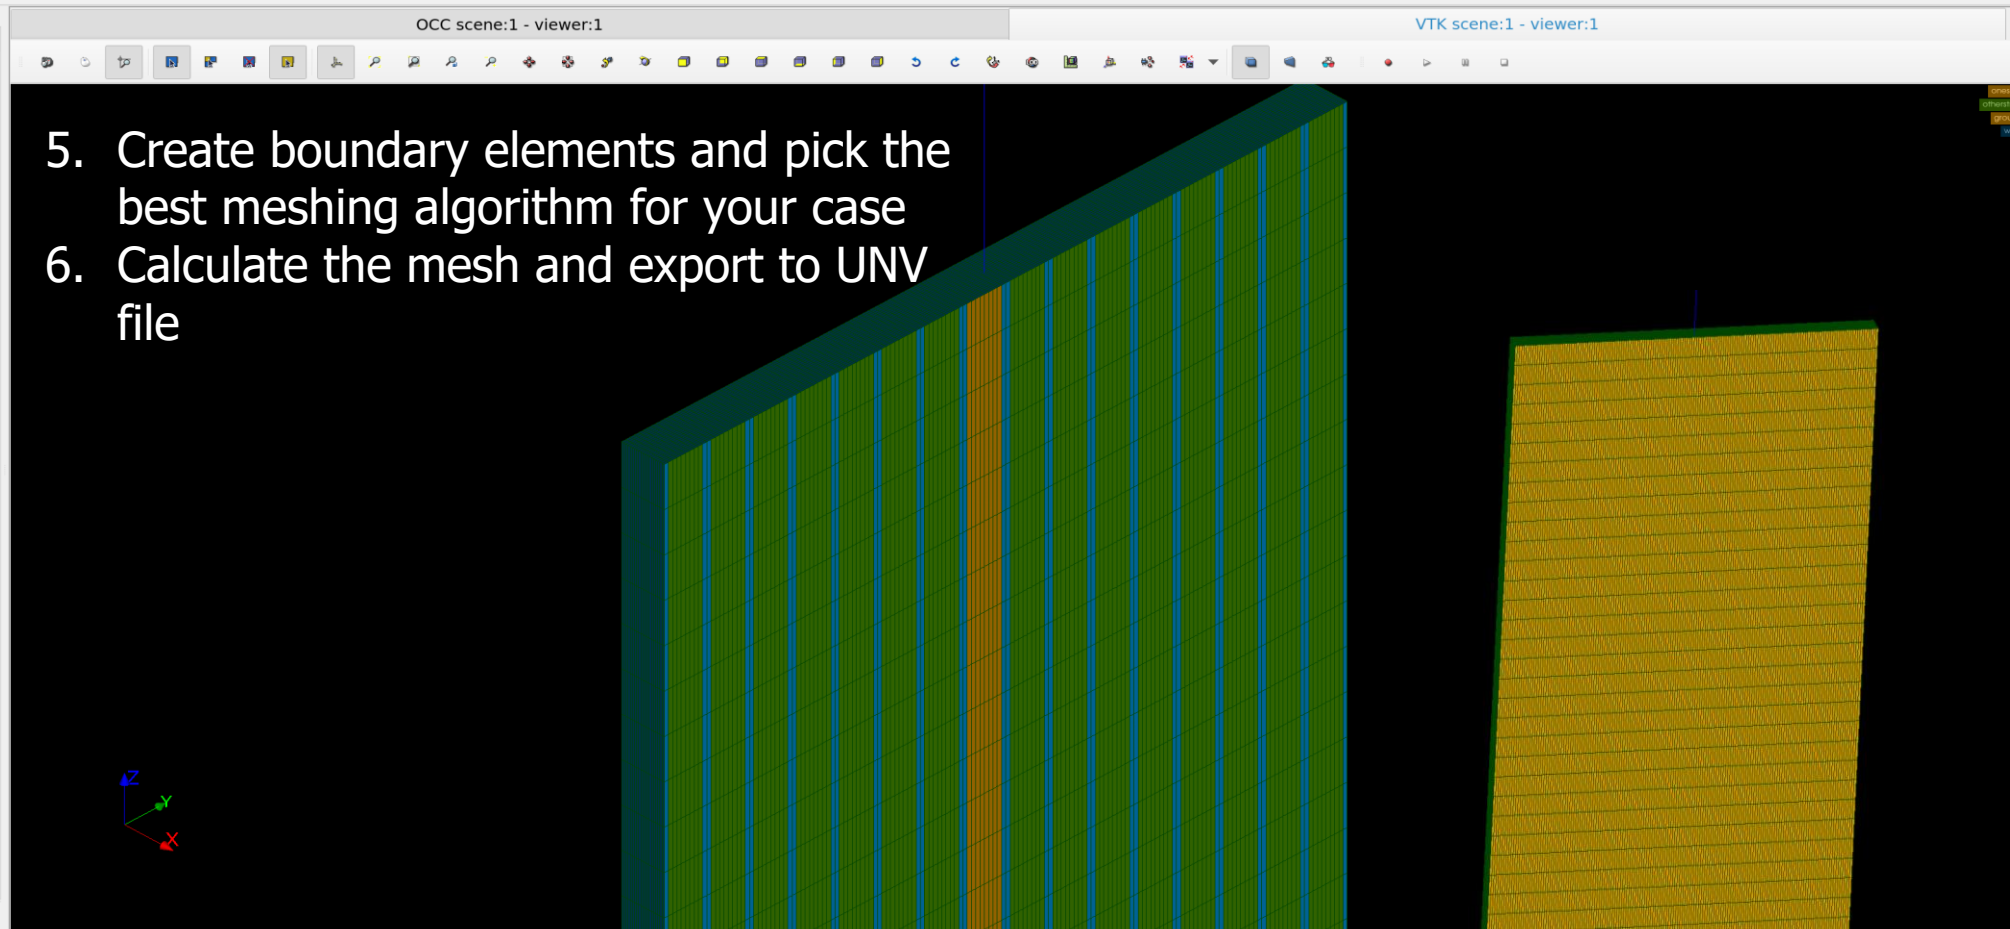 OCC scene:1 - viewer:1
VTK scene:1 - viewer:1
5. Create boundary elements and pick the
best meshing algorithm for your case
6. Calculate the mesh and export to UNV
file
Z
Y
X